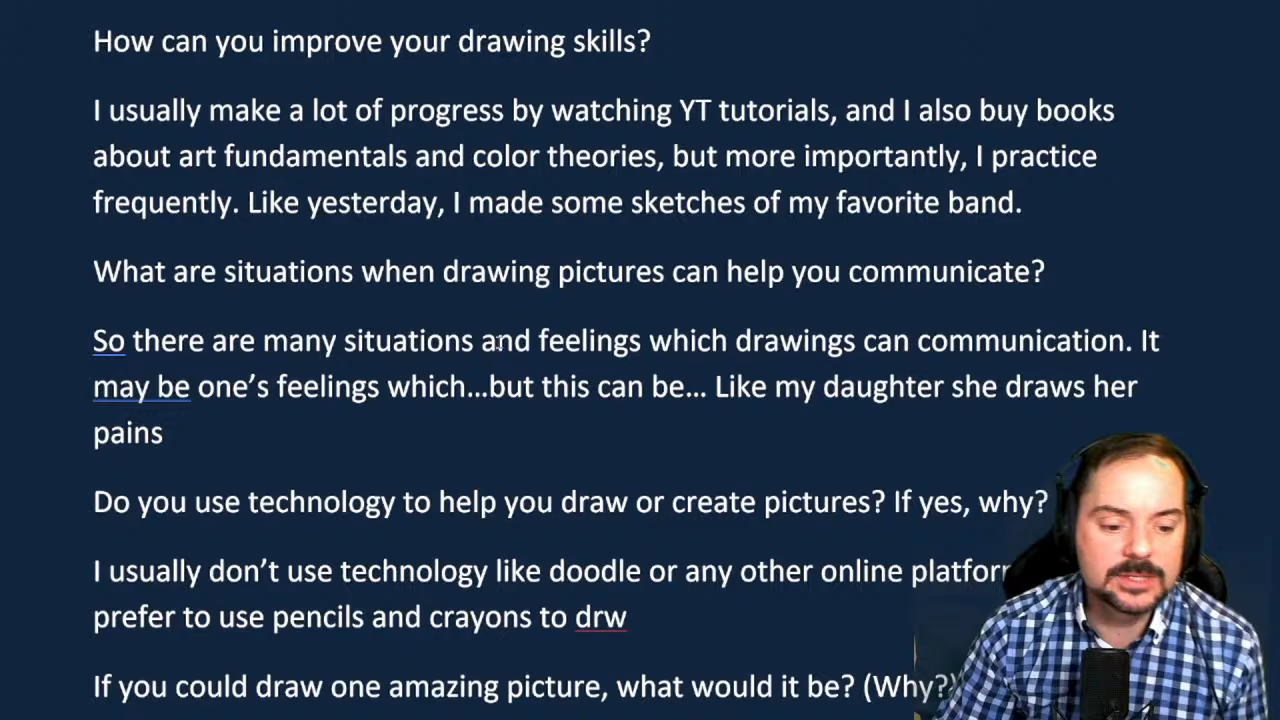 How can you improve your drawing skills?
I usually make a lot of progress by watching YT tutorials, and I also buy books
about art fundamentals and color theories, but more importantly, I practice
frequently. Like yesterday, I made some sketches of my favorite band.
What are situations when drawing pictures can help you communicate?
So there are many situations and feelings which drawings can communication. It
may be one’s feelings which…but this can be… Like my daughter she draws her
pains
Do you use technology to help you draw or create pictures? If yes, why?
I usually don’t use technology like doodle or any other online
prefer to use pencils and crayons to drw
If you could draw one amazing picture, what would it be? (Why?)